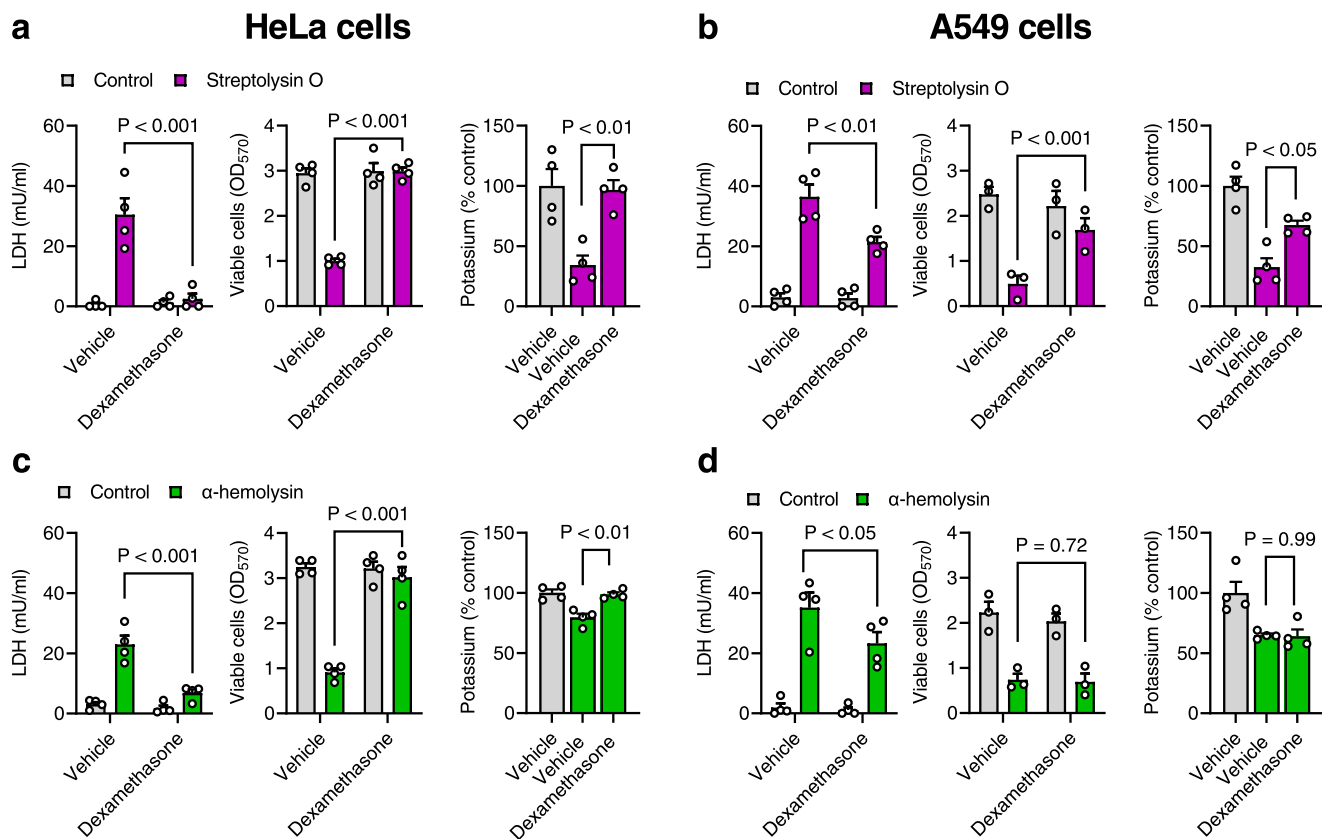 a HeLa cells
Control Streptolysin O
LDH (mU/ml)
60
40
20
0
P < 0.001
Vehicle
Dexamethasone
Viable cells (OD570)
4
3
2
1
0
P < 0.001
Vehicle
Dexamethasone
Potassium (% control)
150
100
50
0
P < 0.01
Vehicle
Vehicle
Dexamethasone
b A549 cells
Control Streptolysin O
LDH (mU/ml)
60
40
20
0
P < 0.01
Vehicle
Dexamethasone
Viable cells (OD570)
4
3
2
1
0
P < 0.001
Vehicle
Dexamethasone
Potassium (% control)
150
100
50
0
P < 0.05
Vehicle
Vehicle
Dexamethasone
c
Control α-hemolysin
LDH (mU/ml)
60
40
20
0
P < 0.001
Vehicle
Dexamethasone
Viable cells (OD570)
4
3
2
1
0
P < 0.001
Vehicle
Dexamethasone
Potassium (% control)
150
100
50
0
P < 0.01
Vehicle
Vehicle
Dexamethasone
d
Control α-hemolysin
LDH (mU/ml)
60
40
20
0
P < 0.05
Vehicle
Dexamethasone
Viable cells (OD570)
4
3
2
1
0
P = 0.72
Vehicle
Dexamethasone
Potassium (% control)
150
100
50
0
P = 0.99
Vehicle
Vehicle
Dexamethasone